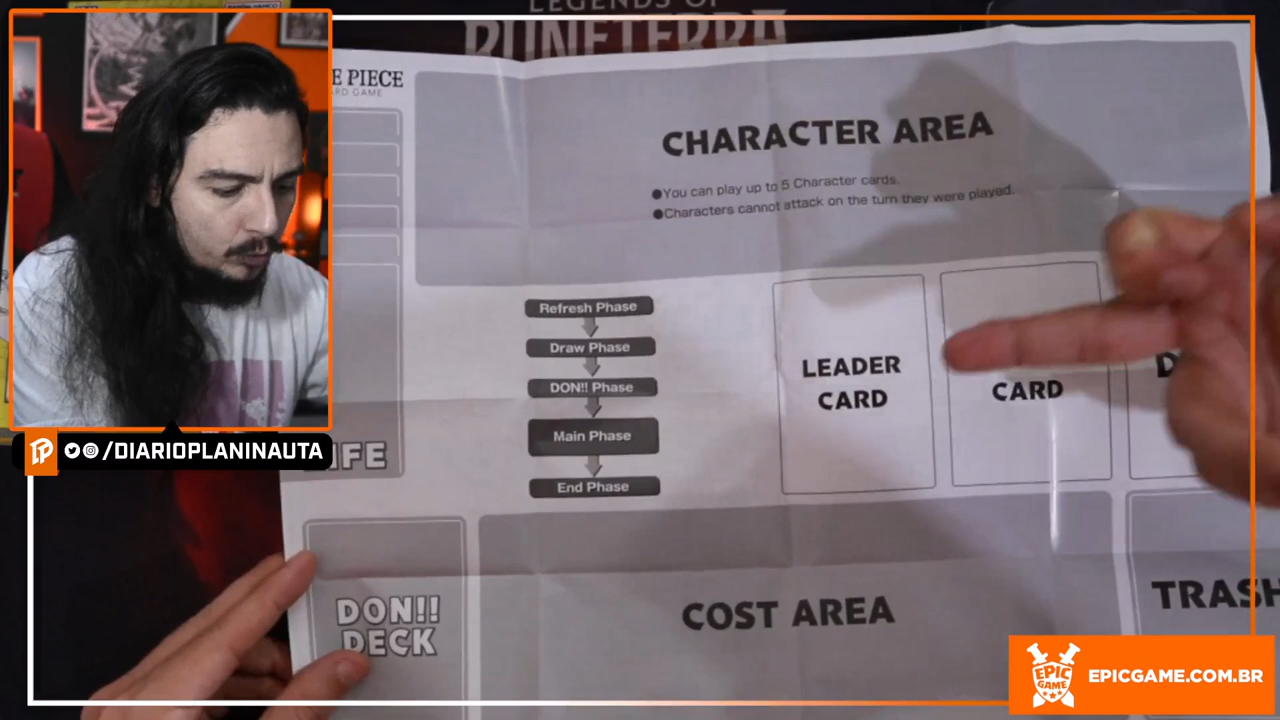 LEGENDS OF
RUNETERRA
E PIECE
ARD GAME
CHARACTER AREA
●You can play up to 5 Character cards.
●Characters cannot attack on the turn they were played.
Refresh Phase
Draw Phase
DON!! Phase
Main Phase
End Phase
LEADER
CARD
CARD
D
IFE
/DIARIOPLANINAUTA
DON!!
DECK
COST AREA
TRASH
EPIC
GAME
EPICGAME.COM.BR